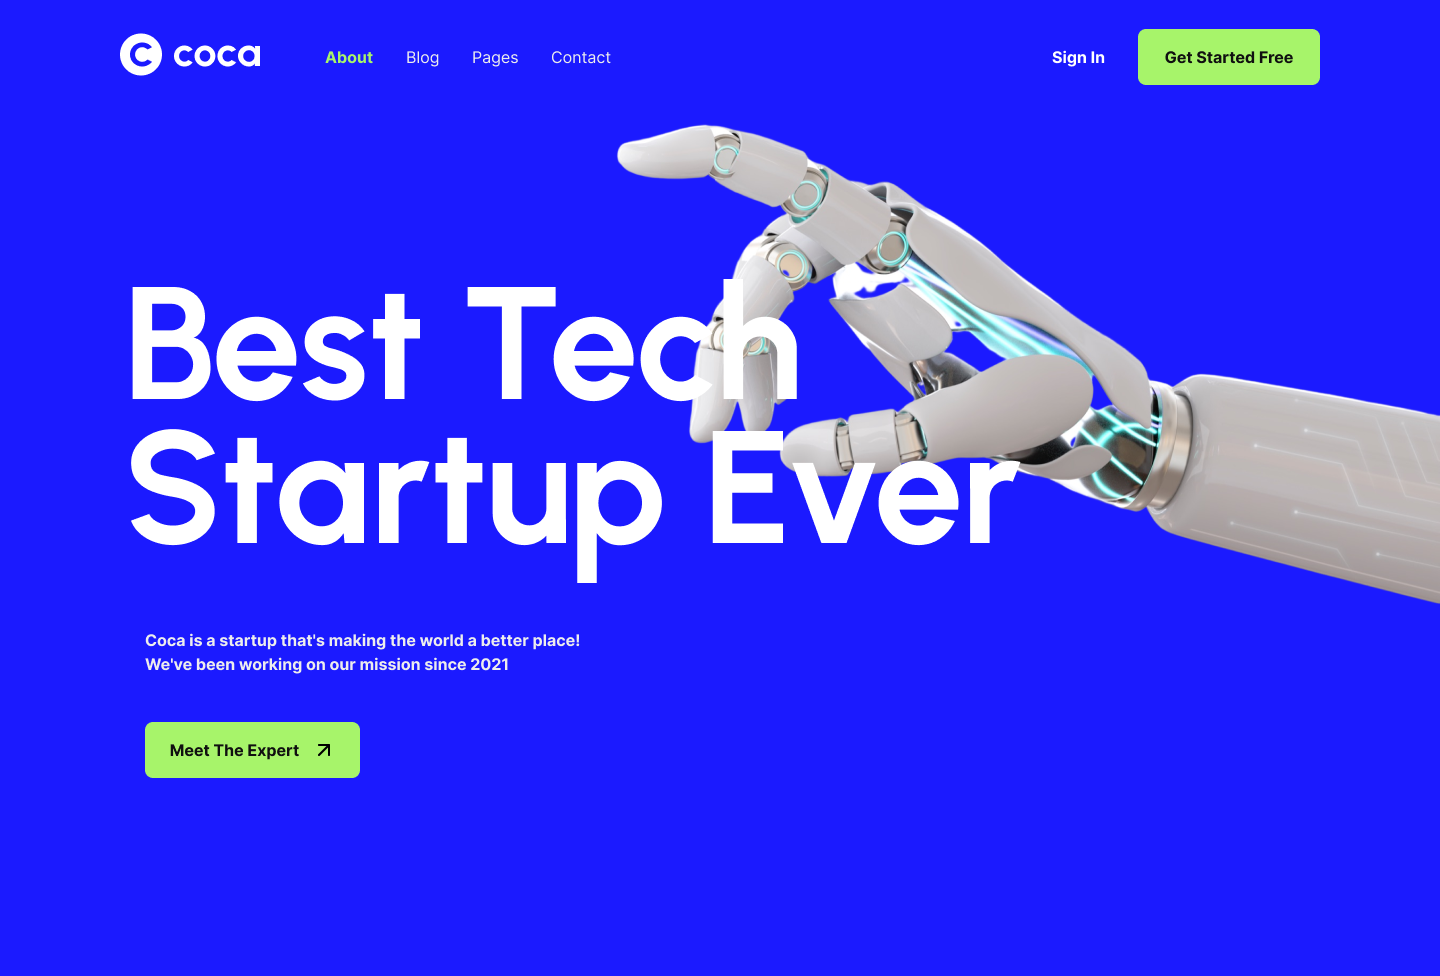 coca
About
Blog
Pages
Contact
Sign In
Get Started Free
Best Tech
Startup Ever
Coca is a startup that's making the world a better place!
We've been working on our mission since 2021
Meet The Expert